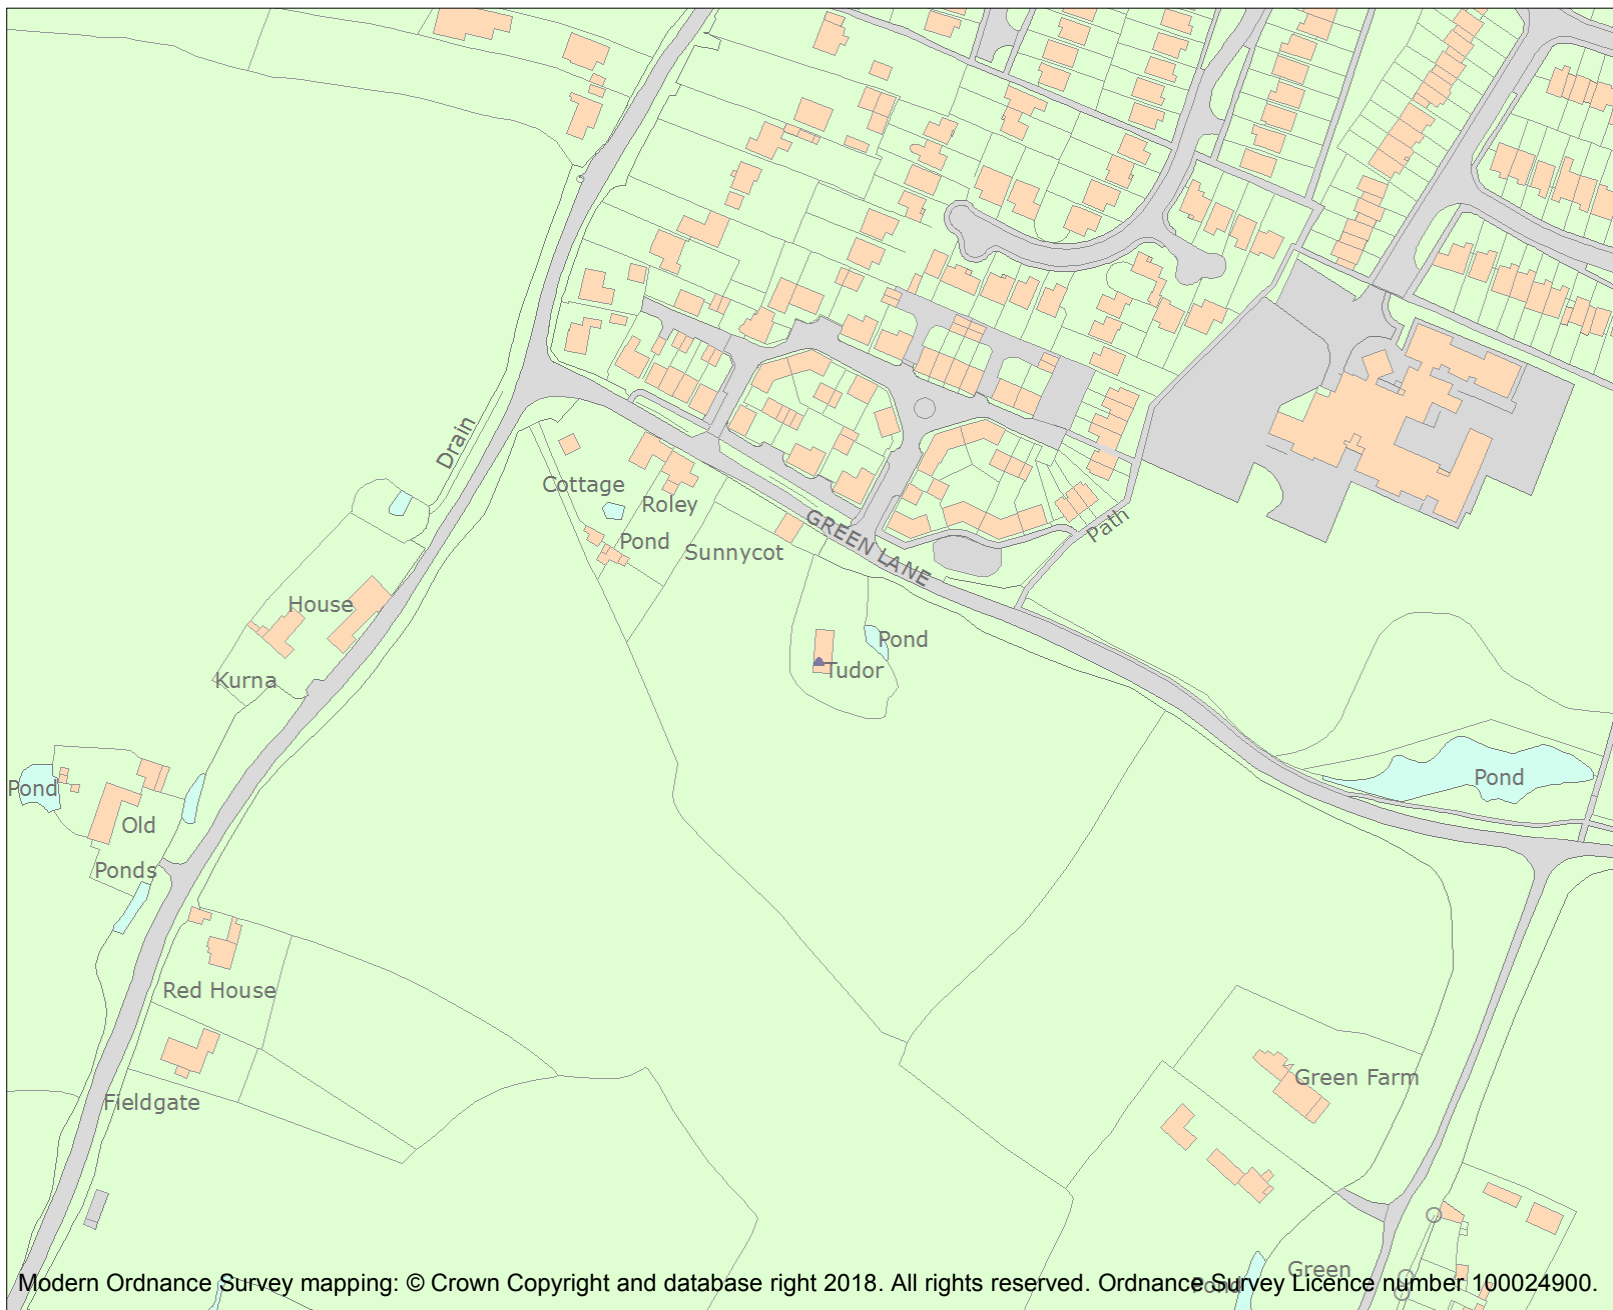 Drain
Cottage
Roley
Pond
Sunnycot
GREEN LANE
Path
House
Kurna
Pond
Tudor
Pond
Old
Ponds
Pond
Red House
Fieldgate
Green Farm
Green
Pond
Modern Ordnance Survey mapping: © Crown Copyright and database right 2018. All rights reserved. Ordnance Survey Licence number 100024900.